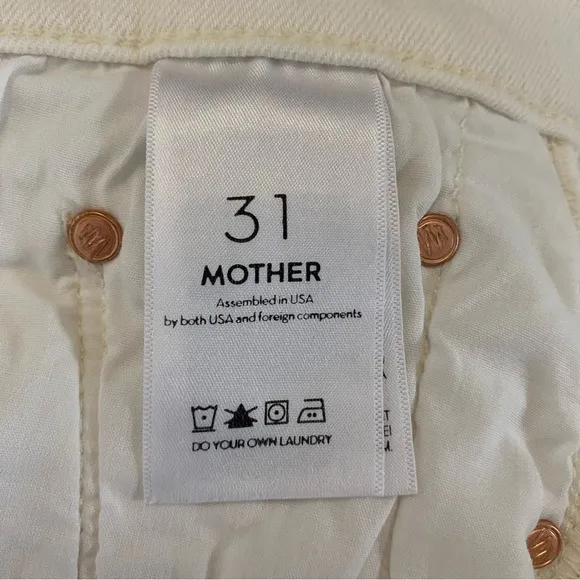 31
MOTHER
Assembled in USA
by both USA and foreign components
DO YOUR OWN LAUNDRY
M
M